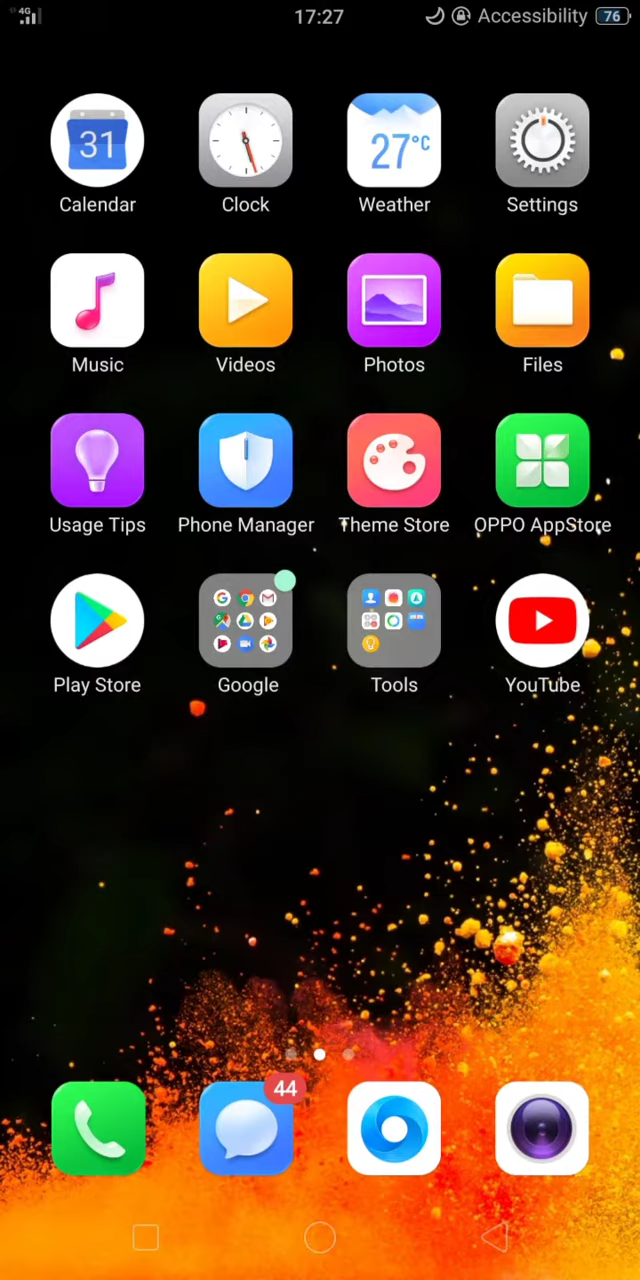 4G 17:27 Accessibility 76
31 27°C
Calendar Clock Weather Settings
Music Videos Photos Files
Usage Tips Phone Manager Theme Store OPPO AppStore
Play Store Google Tools YouTube
44